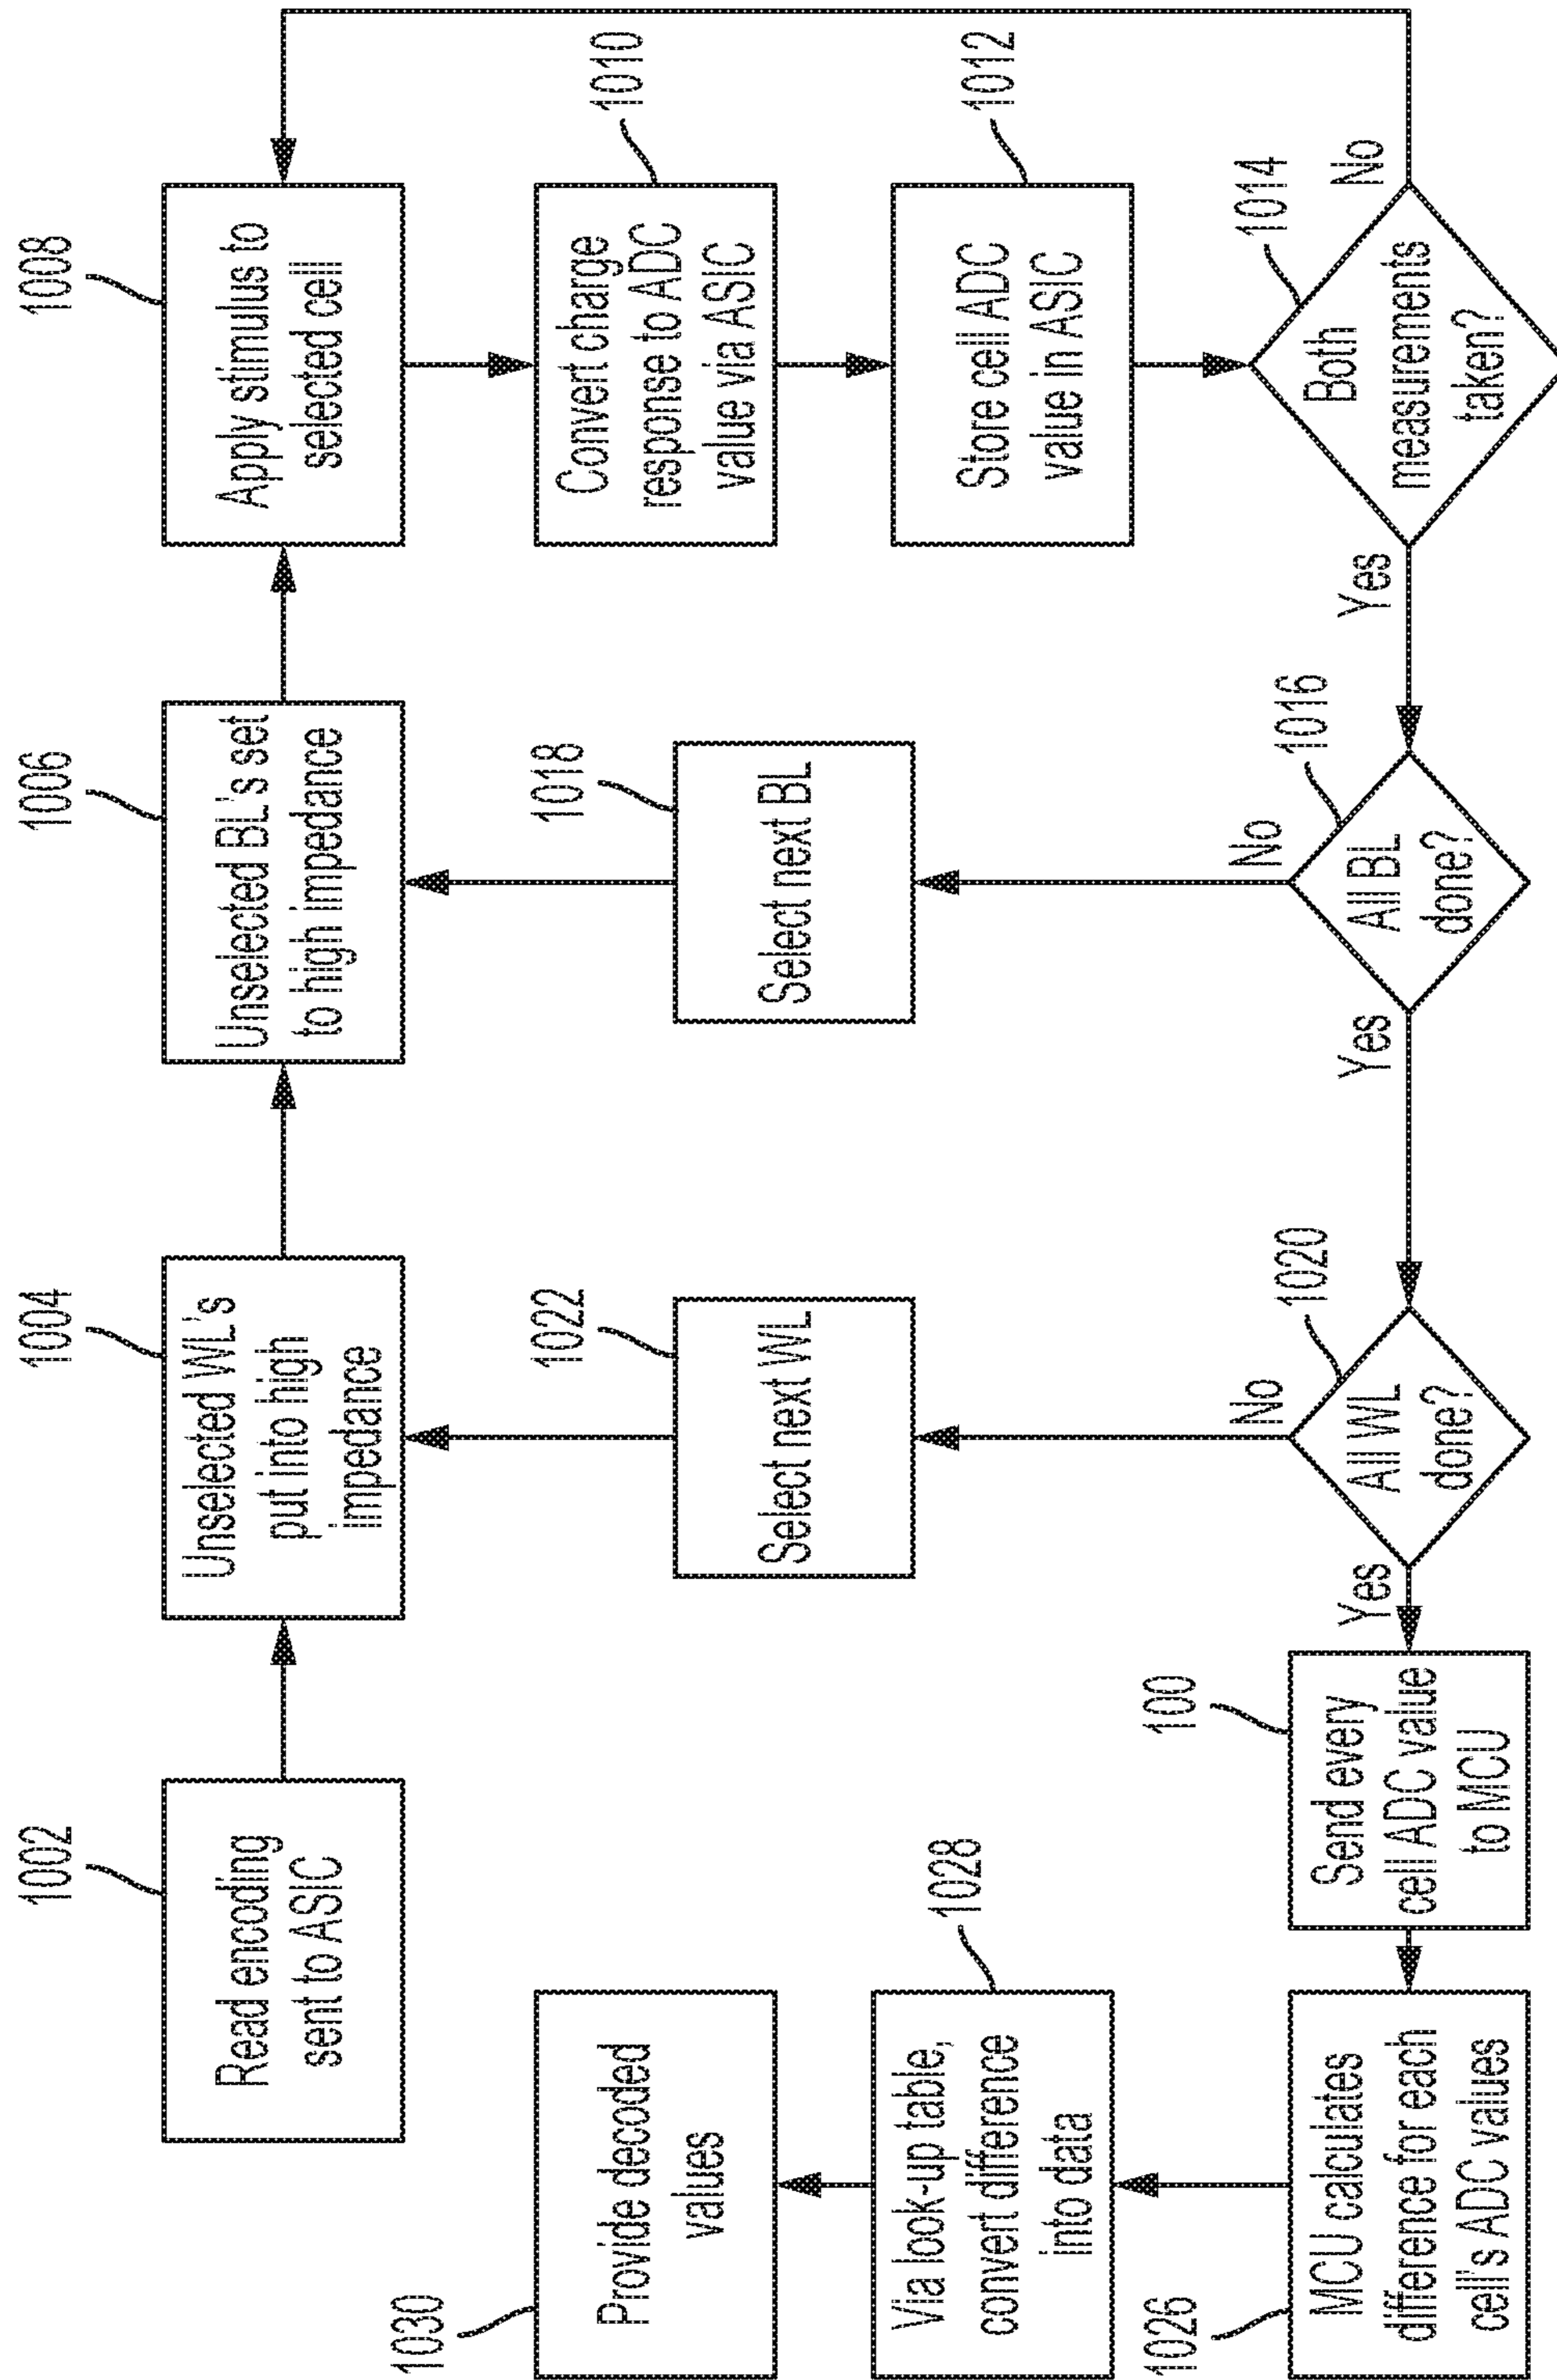 1002
Read encoding
sent to ASIC
1004
Unselected WL's
put into high
impedance
1006
Unselected BL's set
to high impedance
1008
Apply stimulus to
selected cell
1010
Convert charge
response to ADC
value via ASIC
1012
Store cell ADC
value in ASIC
1014
Both
measurements
taken?
No
Yes
1016
All BL
done?
No
1018
Select next BL
Yes
1020
All WL
done?
No
1022
Select next WL
Yes
100
Send every
cell ADC value
to MCU
1026
MCU calculates
difference for each
cell's ADC values
1028
Via look-up table,
convert difference
into data
1030
Provide decoded
values